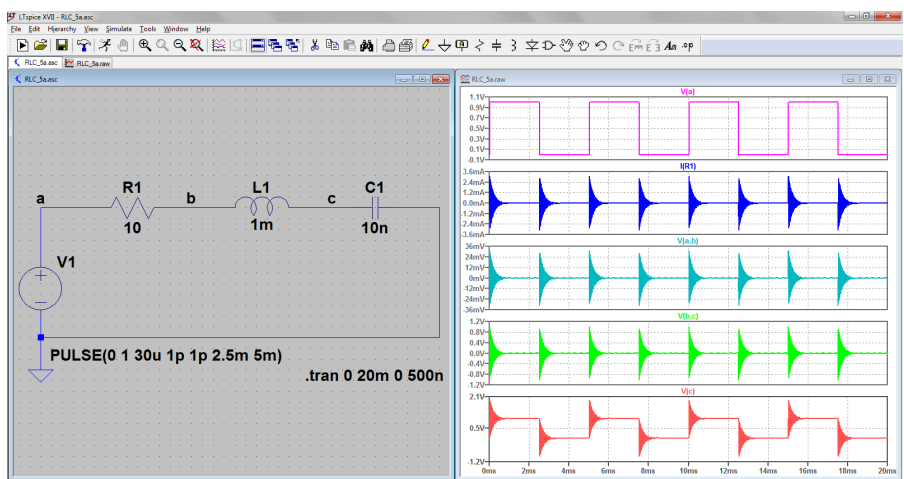 LTspice XVII - RLC_5a.asc
File Edit Hierarchy View Simulate Tools Window Help
Aa .op
RLC_5a.asc RLC_5a.raw
RLC_5a.asc
a
R1
10
b
L1
1m
c
C1
10n
V1
PULSE(0 1 30u 1p 1p 2.5m 5m)
.tran 0 20m 0 500n
RLC_5a.raw
V(a)
1.1V
0.9V
0.7V
0.5V
0.3V
0.1V
-0.1V
I(R1)
3.6mA
2.4mA
1.2mA
0.0mA
-1.2mA
-2.4mA
-3.6mA
V(a,b)
36mV
24mV
12mV
0mV
-12mV
-24mV
-36mV
V(b,c)
1.2V
0.8V
0.4V
0.0V
-0.4V
-0.8V
-1.2V
V(c)
2.1V
0.5V
-1.2V
0ms 2ms 4ms 6ms 8ms 10ms 12ms 14ms 16ms 18ms 20ms